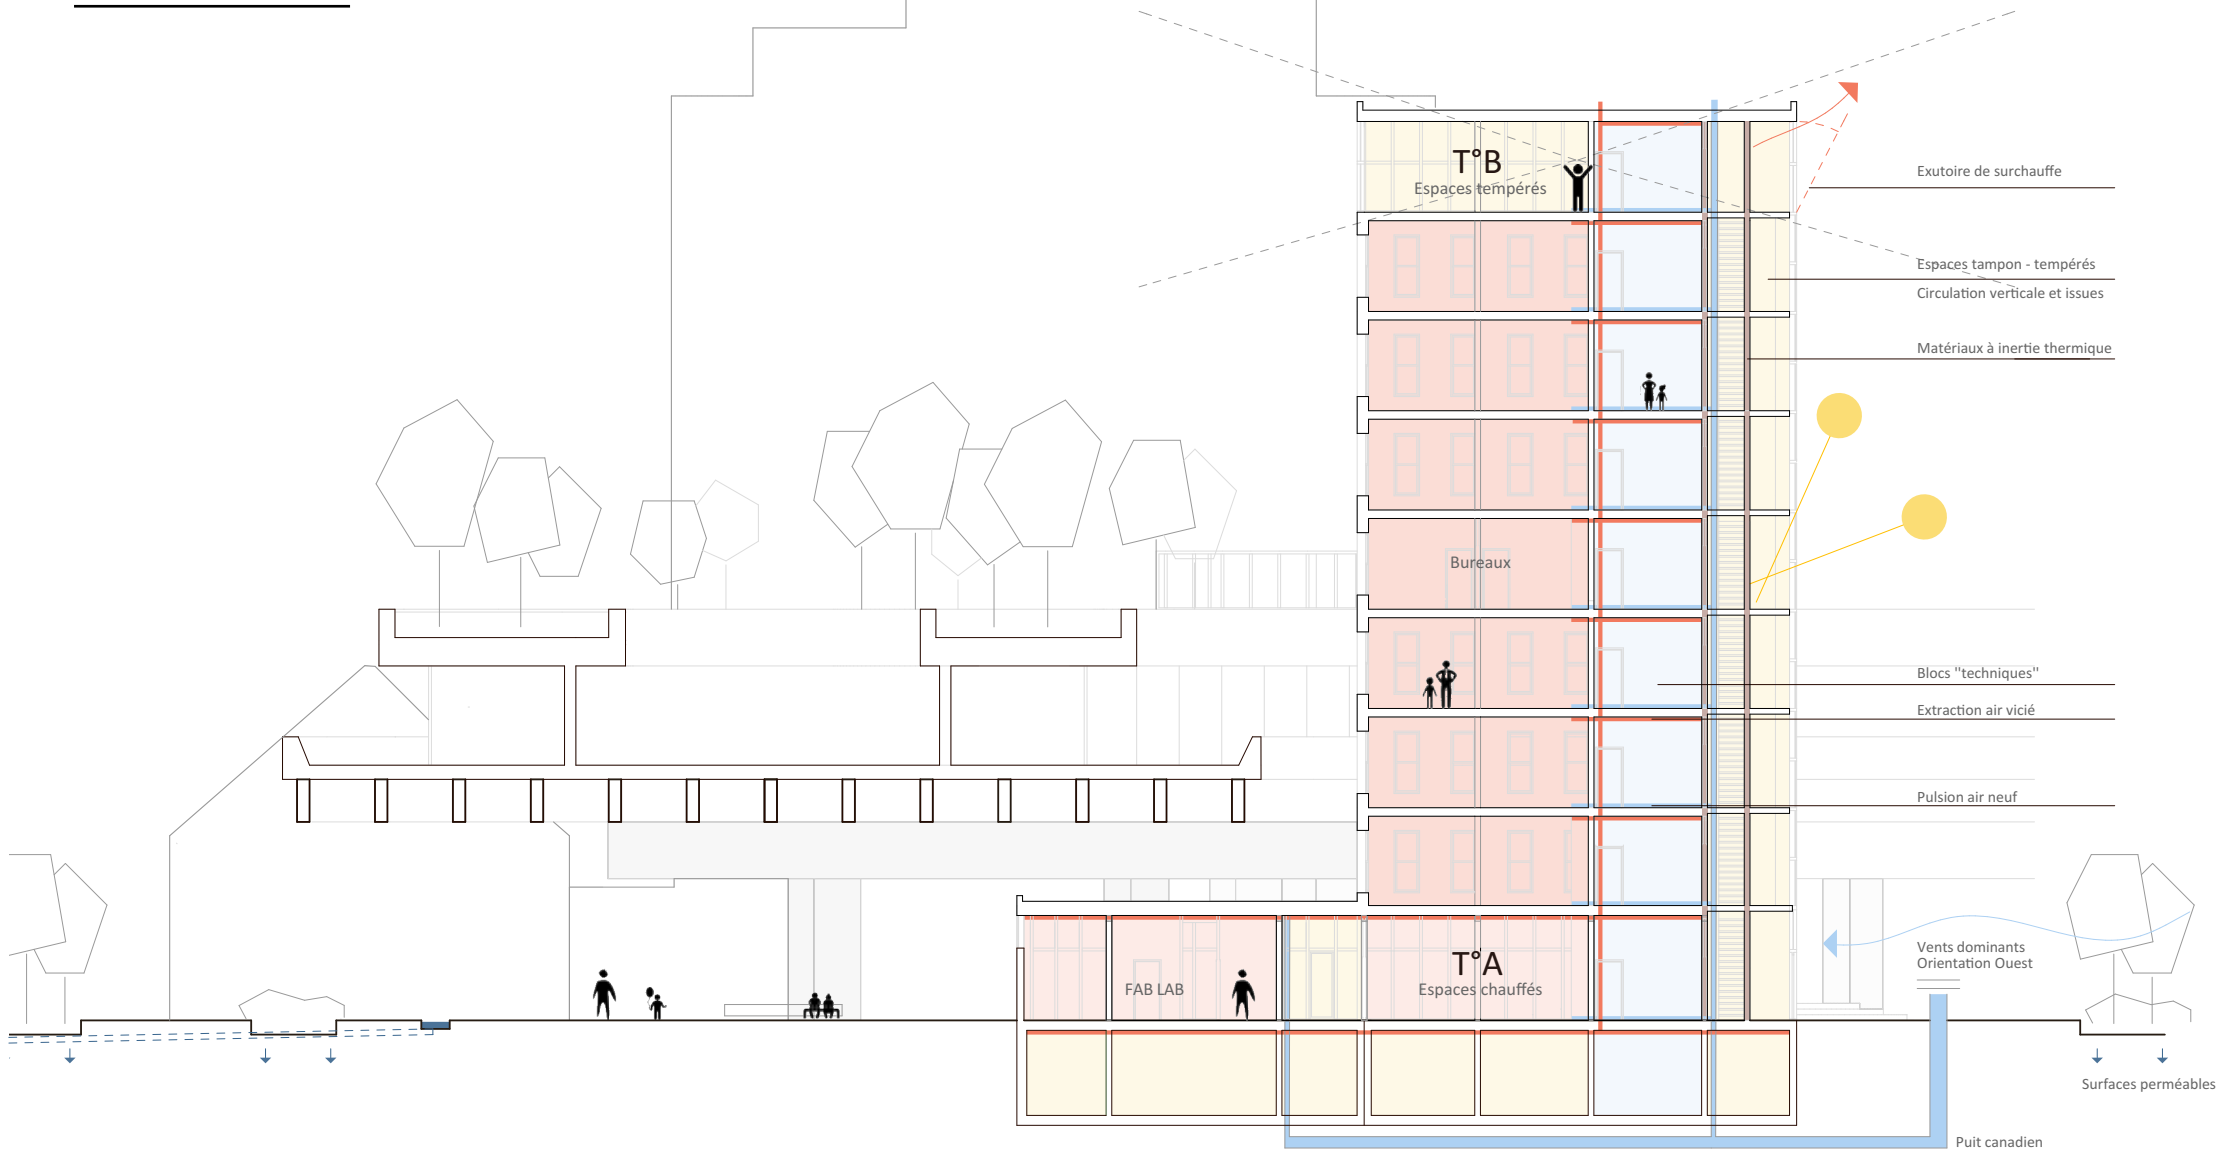 T°B
Espaces tempérés
Exutoire de surchauffe
Espaces tampon - tempérés
Circulation verticale et issues
Matériaux à inertie thermique
Bureaux
Blocs "techniques"
Extraction air vicié
Pulsion air neuf
T°A
Espaces chauffés
FAB LAB
Vents dominants
Orientation Ouest
Surfaces perméables
Puit canadien